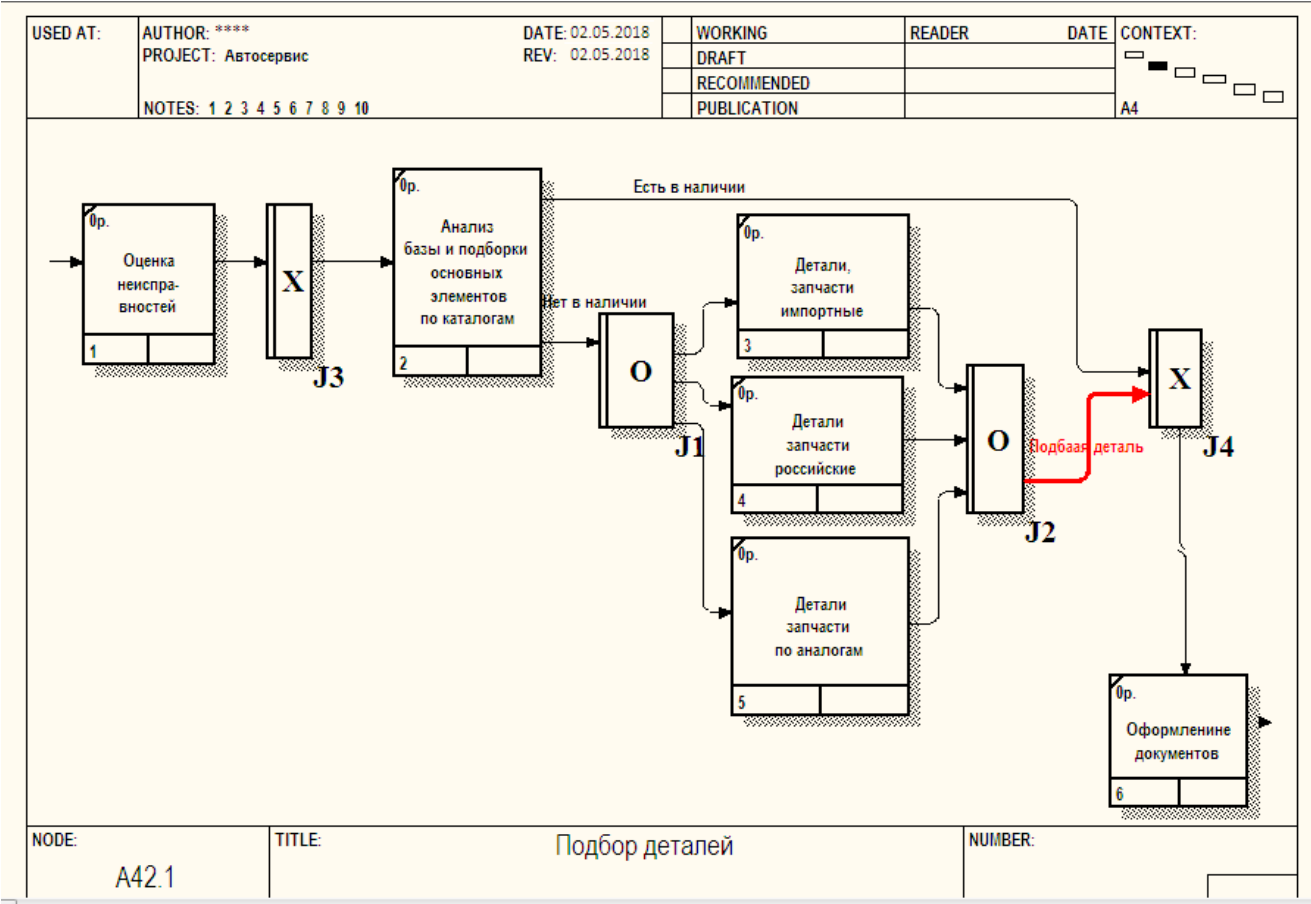 USED AT:
AUTHOR: ****
DATE: 02.05.2018
PROJECT: Автосервис
REV: 02.05.2018
NOTES: 1 2 3 4 5 6 7 8 9 10
WORKING
DRAFT
RECOMMENDED
PUBLICATION
READER
DATE
CONTEXT:
A4
0р.
Оценка
неиспра-
вностей
1
X
J3
0р.
Анализ
базы и подборки
основных
элементов
по каталогам
2
Есть в наличии
Нет в наличии
O
J1
0р.
Детали,
запчасти
импортные
3
0р.
Детали
запчасти
российские
4
0р.
Детали
запчасти
по аналогам
5
O
J2
Подбаая деталь
X
J4
0р.
Оформленине
документов
6
NODE:
A42.1
TITLE:
Подбор деталей
NUMBER: